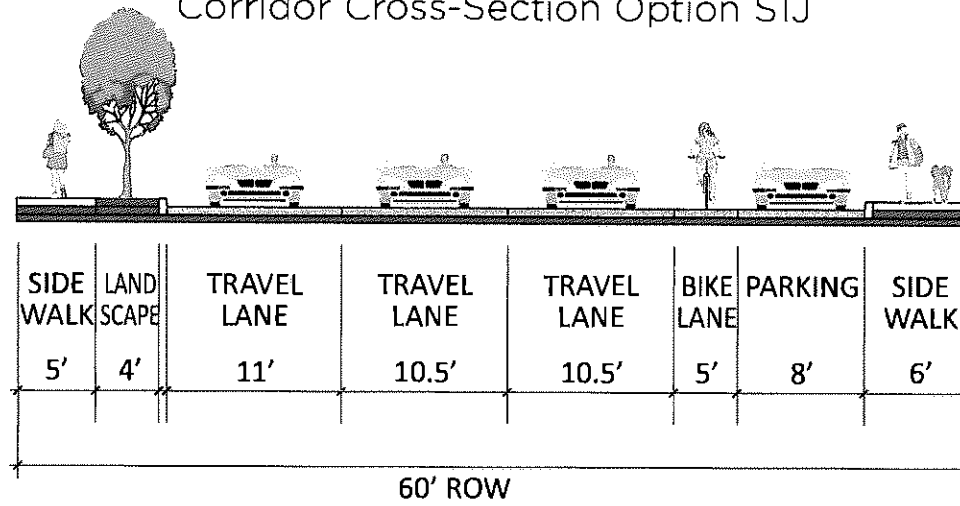 Corridor Cross-Section Option S1J
SIDE WALK
5'
LAND SCAPE
4'
TRAVEL LANE
11'
TRAVEL LANE
10.5'
TRAVEL LANE
10.5'
BIKE LANE
5'
PARKING
8'
SIDE WALK
6'
60' ROW